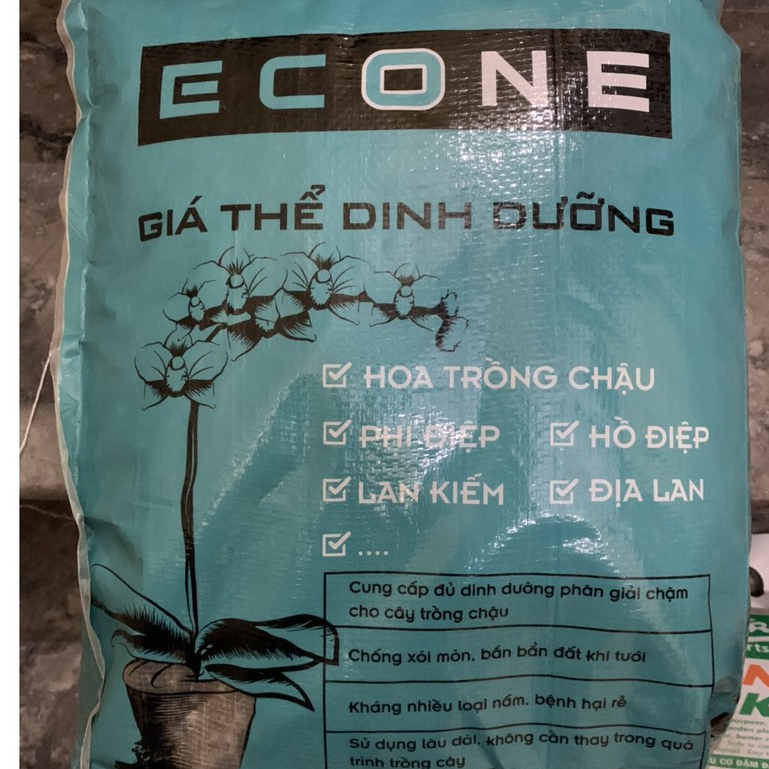 ECONE
GIÁ THỂ DINH DƯỠNG
HOA TRỒNG CHẬU
PHI ĐIỆP
HỒ ĐIỆP
LAN KIẾM
ĐỊA LAN
....
Cung cấp đủ dinh dưỡng phân giải chậm
cho cây trồng chậu
Chống xói mòn, bắn bẩn đất khi tưới
Kháng nhiều loại nấm, bệnh hại rẻ
Sử dụng lâu dài, không cần thay trong quá
trình trồng cây